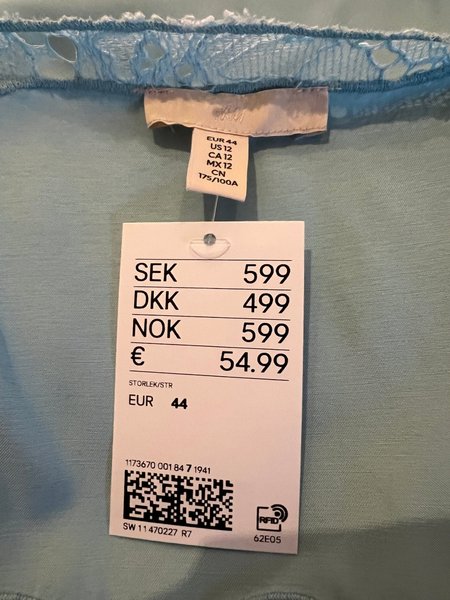 H&M
EUR 44
US 12
CA 12
MX 12
CN
175/100A
SEK 599
DKK 499
NOK 599
€ 54.99
STORLEK/STR
EUR 44
1173670 001 84 7 1941
SW 11 470227 R7
RFID
62E05